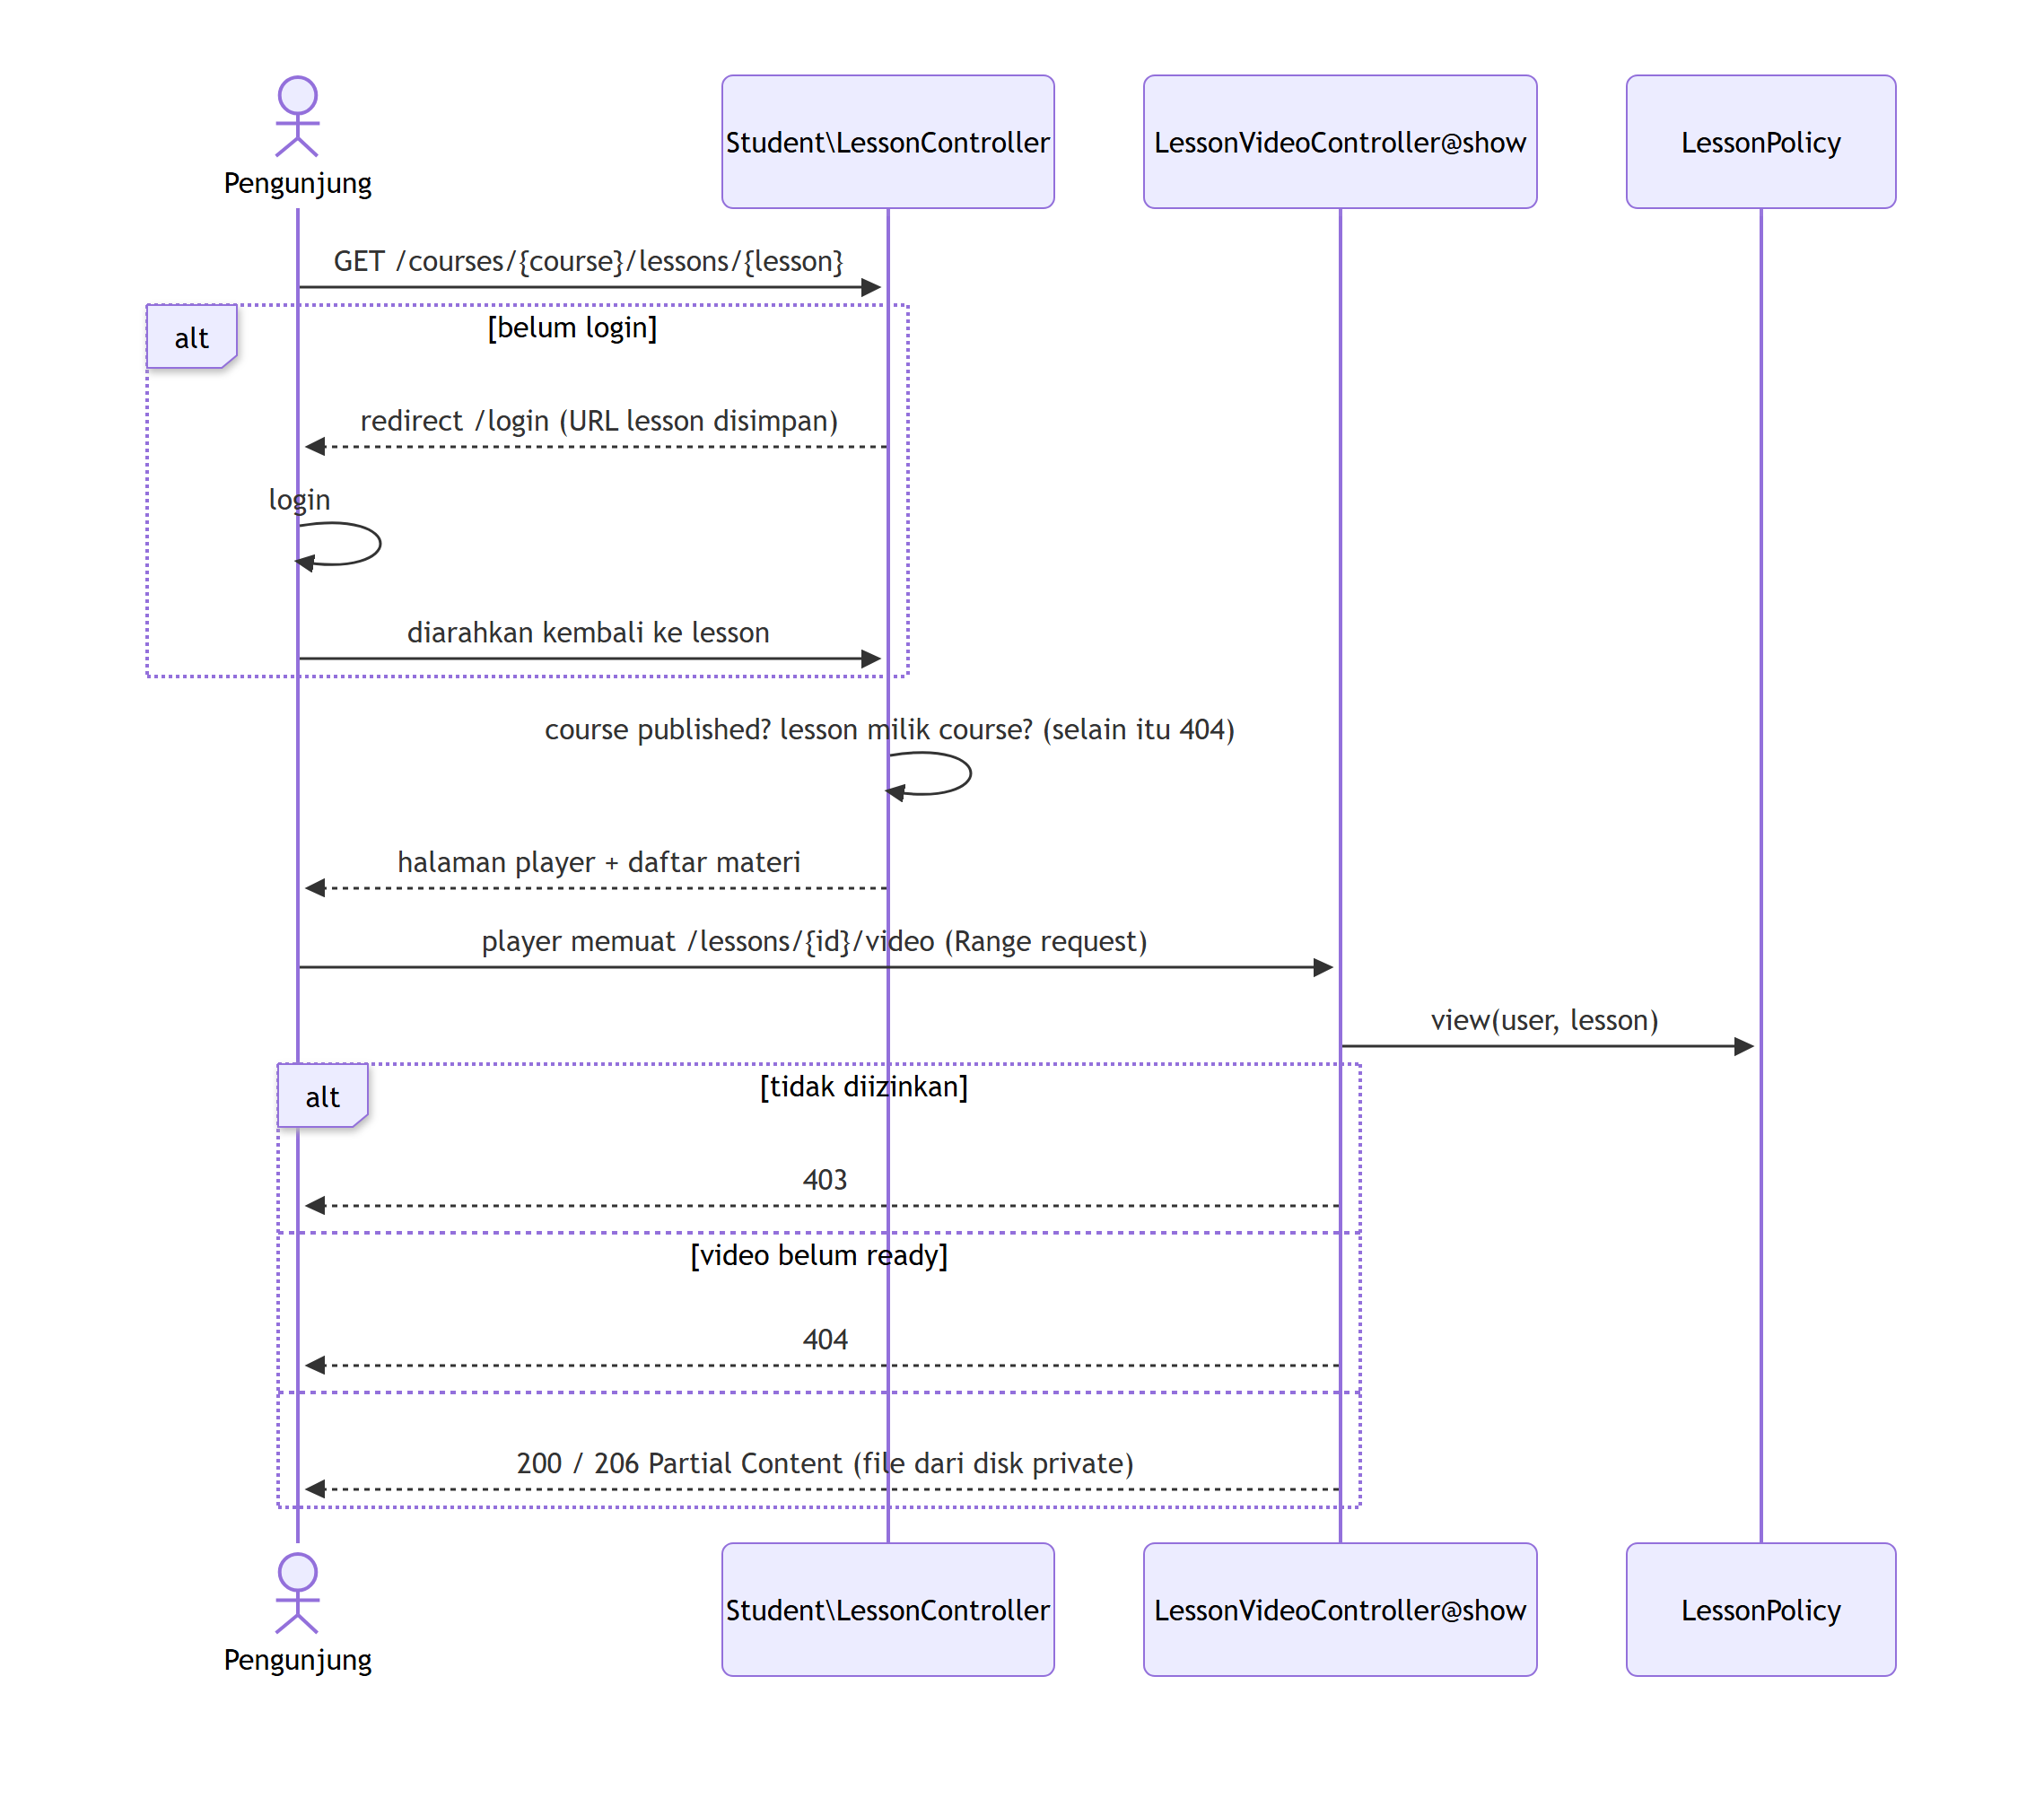 Pengunjung
Student\LessonController
LessonVideoController@show
LessonPolicy
GET /courses/{course}/lessons/{lesson}
alt
[belum login]
redirect /login (URL lesson disimpan)
login
diarahkan kembali ke lesson
course published? lesson milik course? (selain itu 404)
halaman player + daftar materi
player memuat /lessons/{id}/video (Range request)
view(user, lesson)
alt
[tidak diizinkan]
403
[video belum ready]
404
200 / 206 Partial Content (file dari disk private)
Pengunjung
Student\LessonController
LessonVideoController@show
LessonPolicy